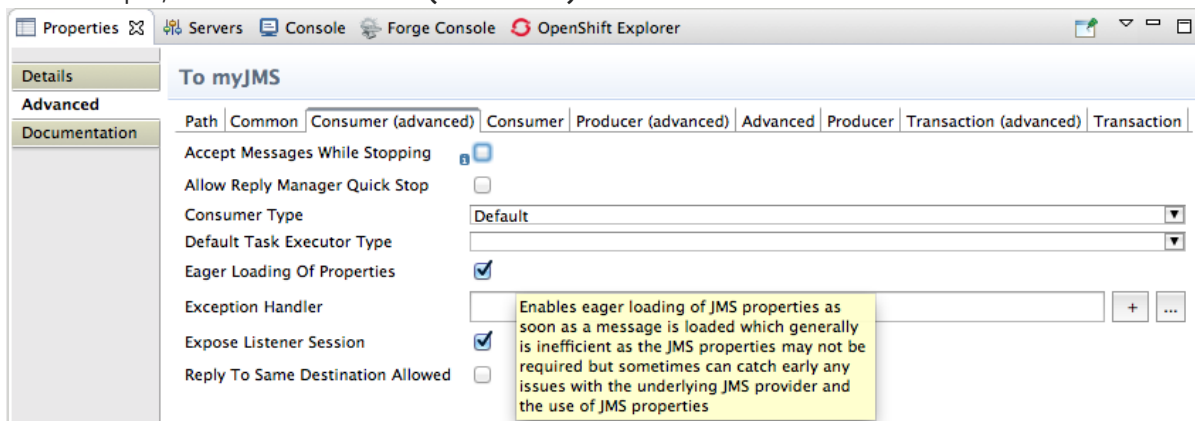 Properties Servers Console Forge Console OpenShift Explorer
Details
Advanced
Documentation
To myJMS
Path Common Consumer (advanced) Consumer Producer (advanced) Advanced Producer Transaction (advanced) Transaction
Accept Messages While Stopping
Allow Reply Manager Quick Stop
Consumer Type Default
Default Task Executor Type
Eager Loading Of Properties
Exception Handler + ...
Expose Listener Session
Reply To Same Destination Allowed
Enables eager loading of JMS properties as
soon as a message is loaded which generally
is inefficient as the JMS properties may not be
required but sometimes can catch early any
issues with the underlying JMS provider and
the use of JMS properties